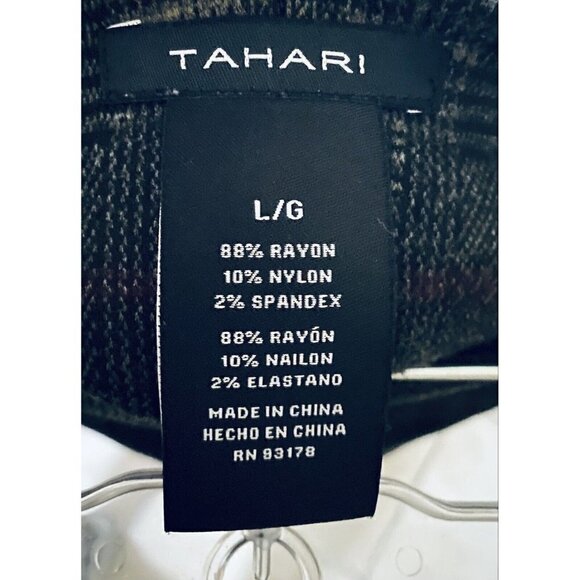 TAHARI
L/G
88% RAYON
10% NYLON
2% SPANDEX
88% RAYÓN
10% NAILON
2% ELASTANO
MADE IN CHINA
HECHO EN CHINA
RN 93178